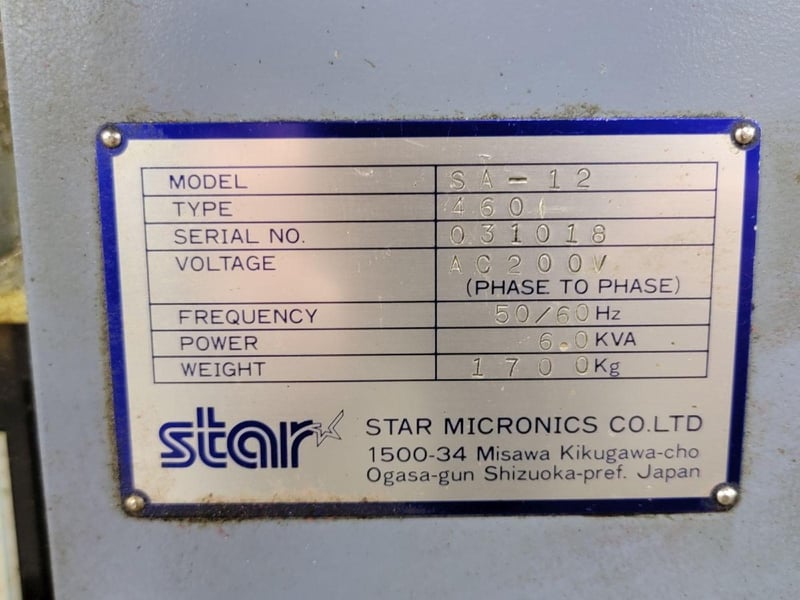 MODEL SA-12
TYPE 460
SERIAL NO. 031018
VOLTAGE AC200V
(PHASE TO PHASE)
FREQUENCY 50/60Hz
POWER 6.0KVA
WEIGHT 1700Kg
star STAR MICRONICS CO.LTD
1500-34 Misawa Kikugawa-cho
Ogasa-gun Shizuoka-pref. Japan